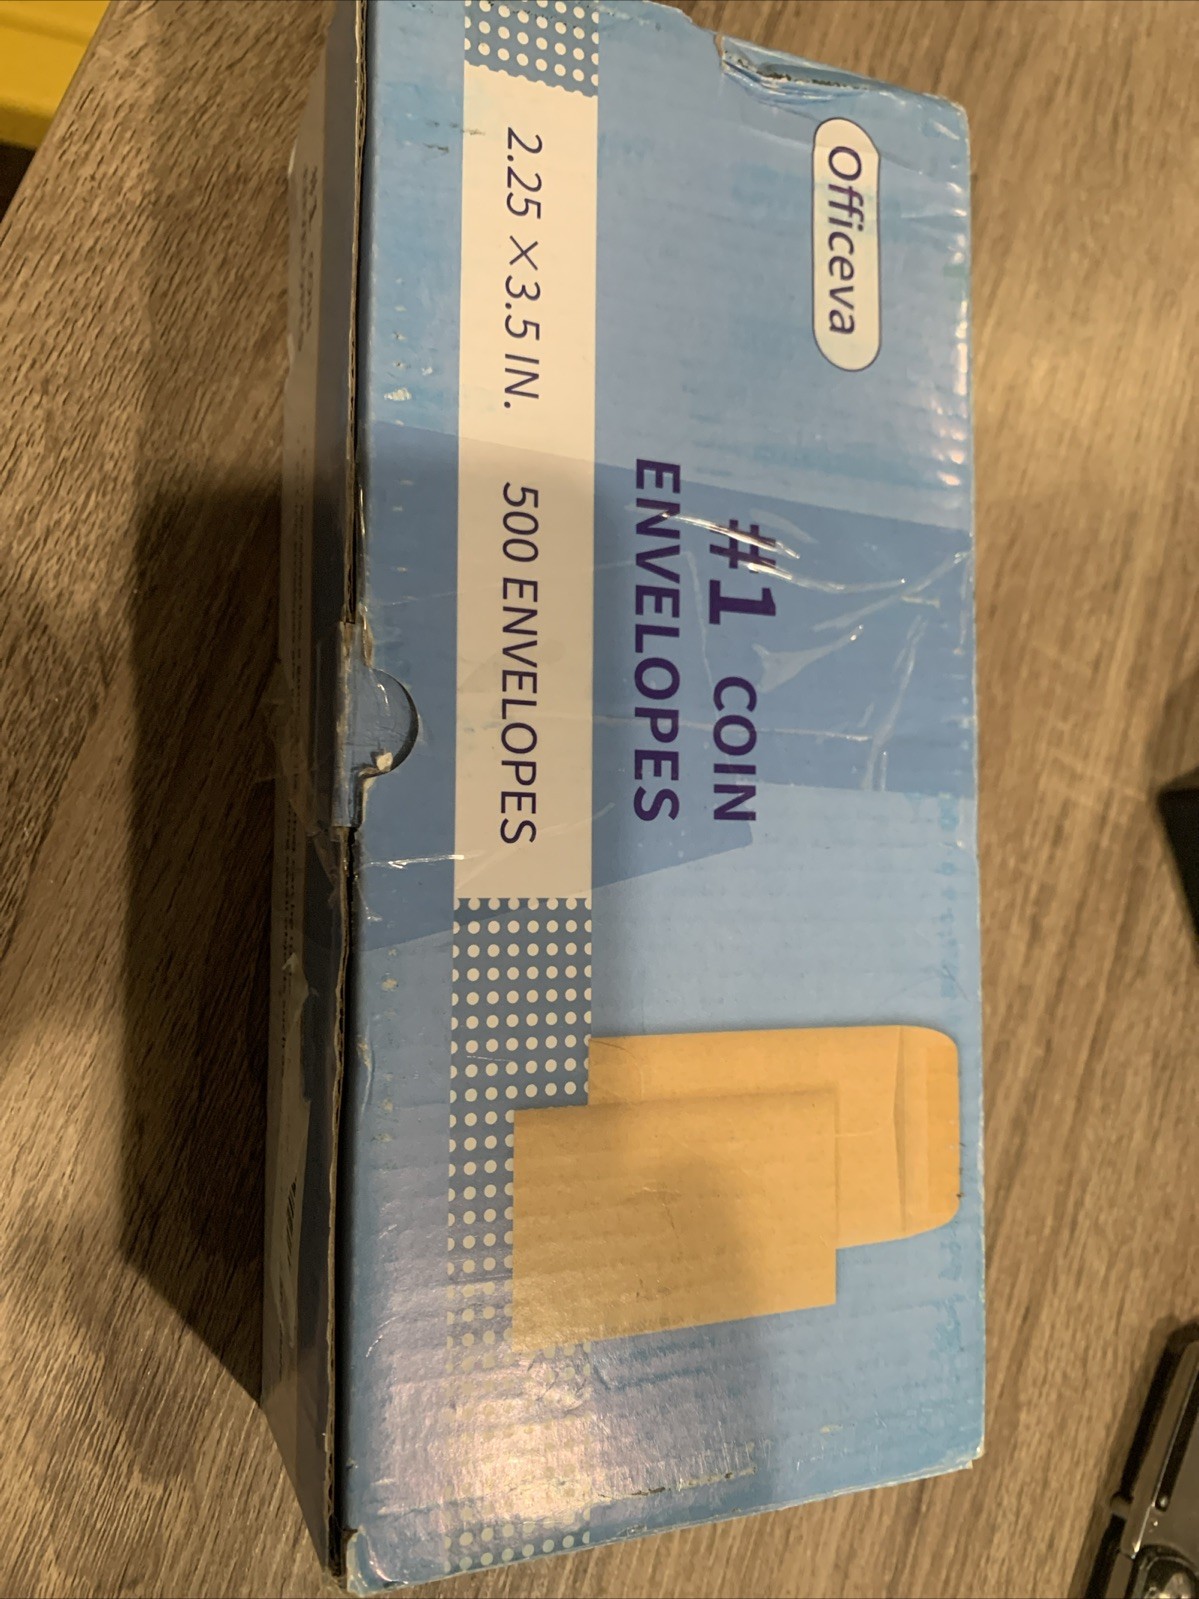 Officeva
#1 COIN
ENVELOPES
2.25 ×3.5 IN. 500 ENVELOPES